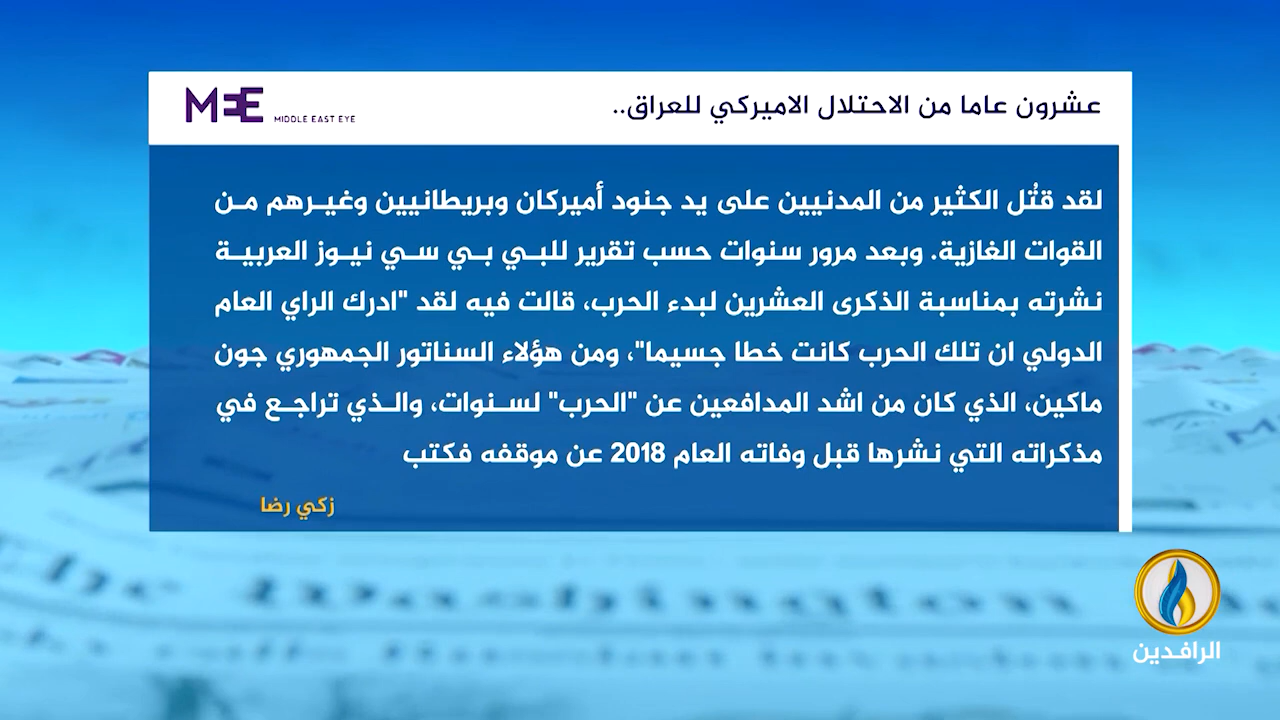 عشرون عاما من الاحتلال الاميركي للعراق..
MEE MIDDLE EAST EYE
لقد قتُل الكثير من المدنيين على يد جنود أميركان وبريطانيين وغيرهم من
القوات الغازية. وبعد مرور سنوات حسب تقرير للبي بي سي نيوز العربية
نشرته بمناسبة الذكرى العشرين لبدء الحرب، قالت فيه لقد "ادرك الراي العام
الدولي ان تلك الحرب كانت خطا جسيما"، ومن هؤلاء السناتور الجمهوري جون
ماكين، الذي كان من اشد المدافعين عن "الحرب" لسنوات، والذي تراجع في
مذكراته التي نشرها قبل وفاته العام 2018 عن موقفه فكتب
زكي رضا
الرافدين